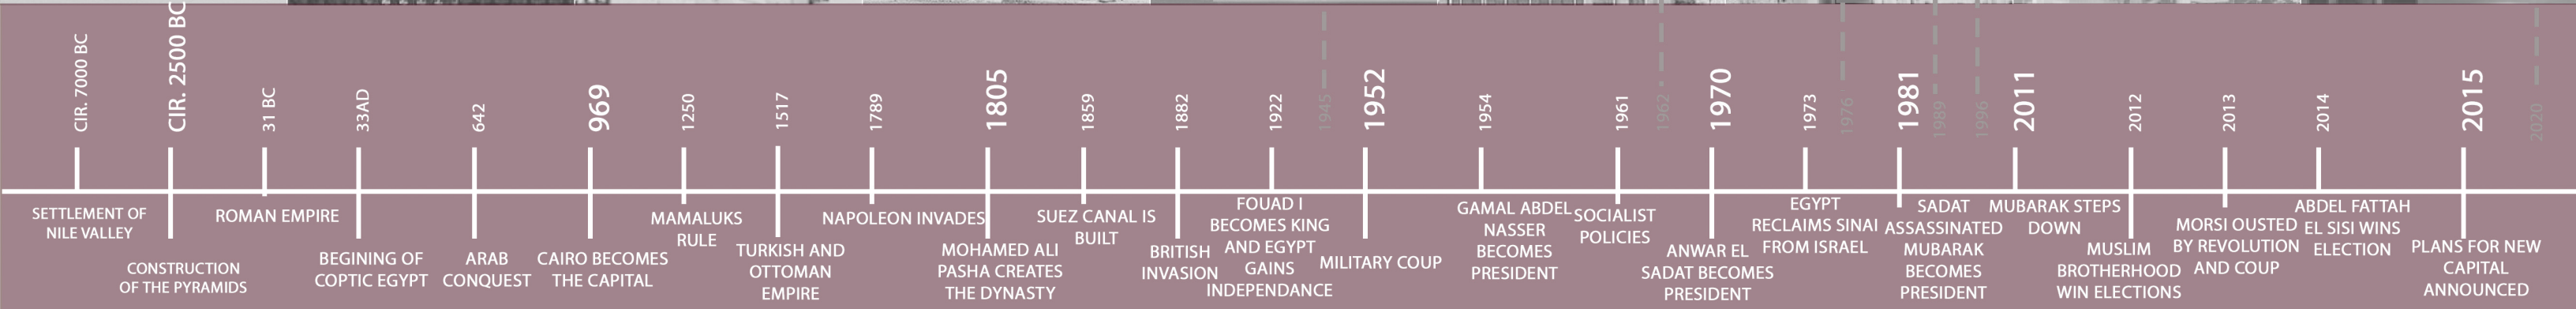 CIR. 7000 BC
CIR. 2500 BC
31 BC
33AD
642
969
1250
1517
1789
1805
1859
1882
1922
1945
1952
1954
1961
1962
1970
1973
1976
1981
1989
1996
2011
2012
2013
2014
2015
2020
SETTLEMENT OF
NILE VALLEY
CONSTRUCTION
OF THE PYRAMIDS
ROMAN EMPIRE
BEGINING OF
COPTIC EGYPT
ARAB
CONQUEST
CAIRO BECOMES
THE CAPITAL
MAMALUKS
RULE
TURKISH AND
OTTOMAN
EMPIRE
NAPOLEON INVADES
MOHAMED ALI
PASHA CREATES
THE DYNASTY
SUEZ CANAL IS
BUILT
BRITISH
INVASION
FOUAD I
BECOMES KING
AND EGYPT
GAINS
INDEPENDANCE
MILITARY COUP
GAMAL ABDEL
NASSER
BECOMES
PRESIDENT
SOCIALIST
POLICIES
ANWAR EL
SADAT BECOMES
PRESIDENT
EGYPT
RECLAIMS SINAI
FROM ISRAEL
SADAT
ASSASSINATED
MUBARAK
BECOMES
PRESIDENT
MUBARAK STEPS
DOWN
MUSLIM
BROTHERHOOD
WIN ELECTIONS
MORSI OUSTED
BY REVOLUTION
AND COUP
ABDEL FATTAH
EL SISI WINS
ELECTION
PLANS FOR NEW
CAPITAL
ANNOUNCED